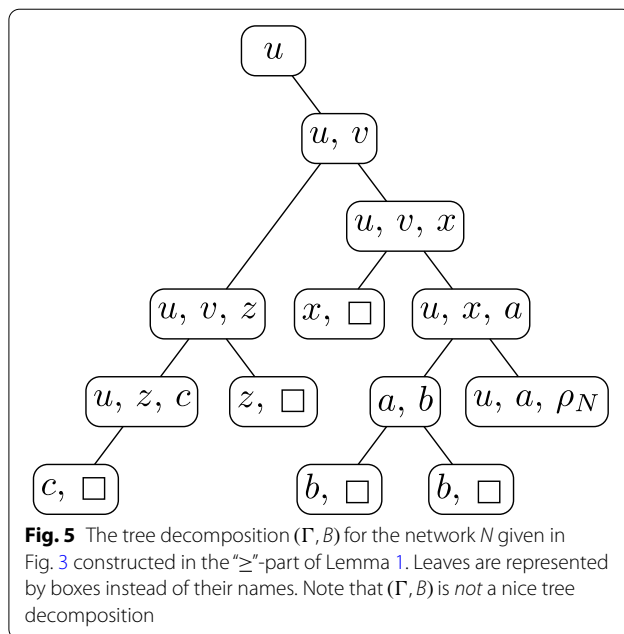 u
u, v
u, v, x
u, v, z
x, □
u, x, a
u, z, c
z, □
a, b
u, a, ρ_N
c, □
b, □
b, □
Fig. 5 The tree decomposition (Γ, B) for the network N given in
Fig. 3 constructed in the “≥”-part of Lemma 1. Leaves are represented
by boxes instead of their names. Note that (Γ, B) is not a nice tree
decomposition